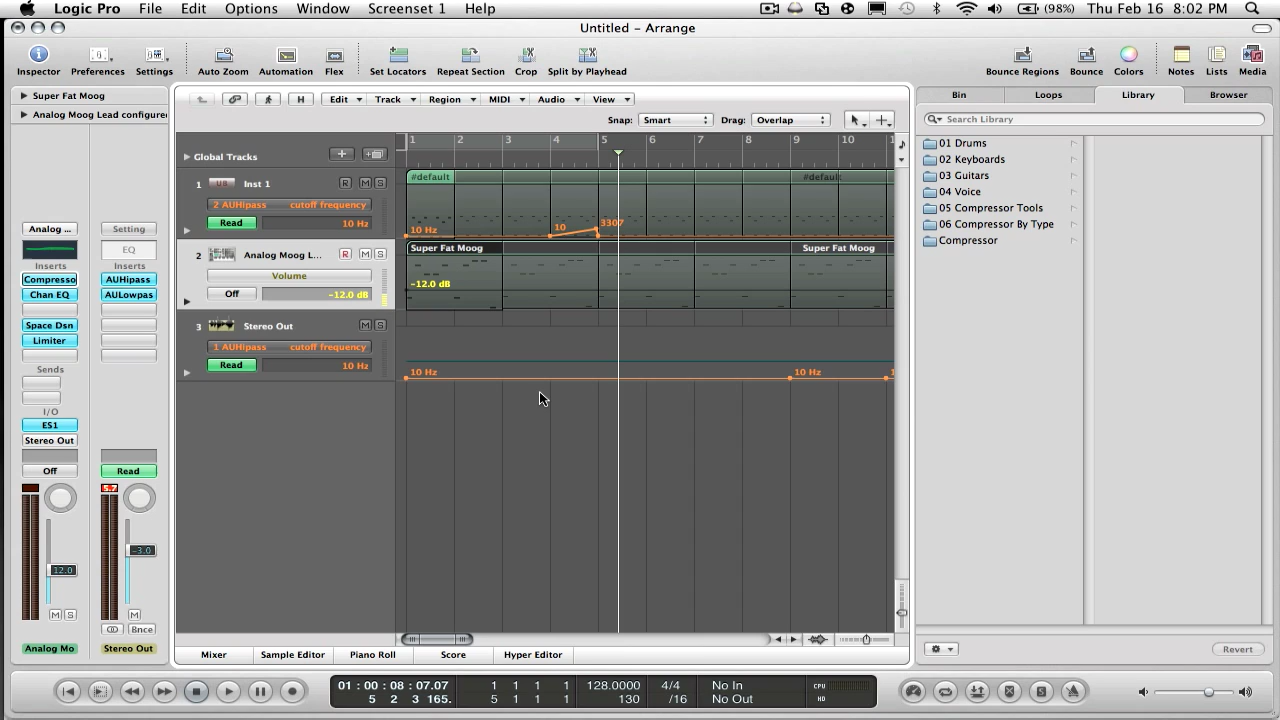 Logic Pro File Edit Options Window Screenset 1 Help (98%) Thu Feb 16 8:02 PM
Untitled - Arrange
Inspector Preferences Settings Auto Zoom Automation Flex Set Locators Repeat Section Crop Split by Playhead Bounce Regions Bounce Colors Notes Lists Media
Super Fat Moog
Analog Moog Lead configured
H Edit Track Region MIDI Audio View
Snap: Smart Drag: Overlap
Bin Loops Library Browser
Search Library
Global Tracks
1 2 3 4 5 6 7 8 9 10
1 Inst 1 R M S
2 AUHipass cutoff frequency
Read 10 Hz
#default #default
10 Hz 10 3307
2 Analog Moog L... R M S
Volume
Off -12.0 dB
Super Fat Moog Super Fat Moog
-12.0 dB
3 Stereo Out M S
1 AUHipass cutoff frequency
Read 10 Hz
10 Hz 10 Hz
01 Drums
02 Keyboards
03 Guitars
04 Voice
05 Compressor Tools
06 Compressor By Type
Compressor
Analog ... Setting
EQ
Inserts Inserts
Compresso AUHipass
Chan EQ AULowpas
Space Dsn
Limiter
Sends
I/O
ES1
Stereo Out
Off Read
-3.0
12.0
M S M
Bnce
Analog Mo Stereo Out
Mixer Sample Editor Piano Roll Score Hyper Editor
Revert
01 : 00 : 08 : 07.07 1 1 1 1 128.0000 4/4 No In CPU
5 2 3 165. 5 1 1 1 130 /16 No Out HD